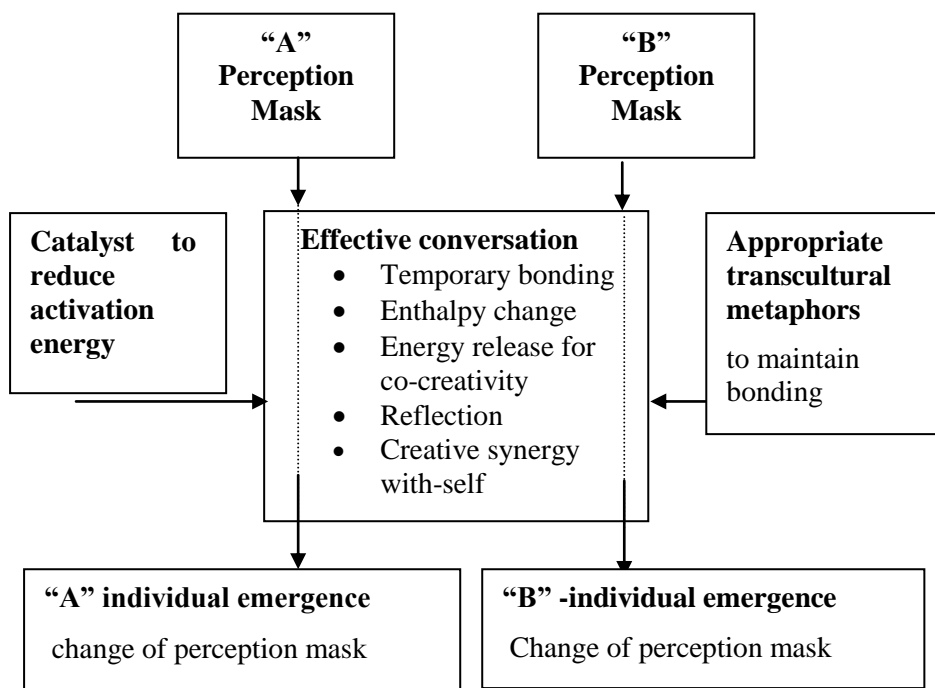 “A”
Perception
Mask
“B”
Perception
Mask
Catalyst to
reduce
activation
energy
Effective conversation
• Temporary bonding
• Enthalpy change
• Energy release for
co-creativity
• Reflection
• Creative synergy
with-self
Appropriate
transcultural
metaphors
to maintain
bonding
“A” individual emergence
change of perception mask
“B” -individual emergence
Change of perception mask